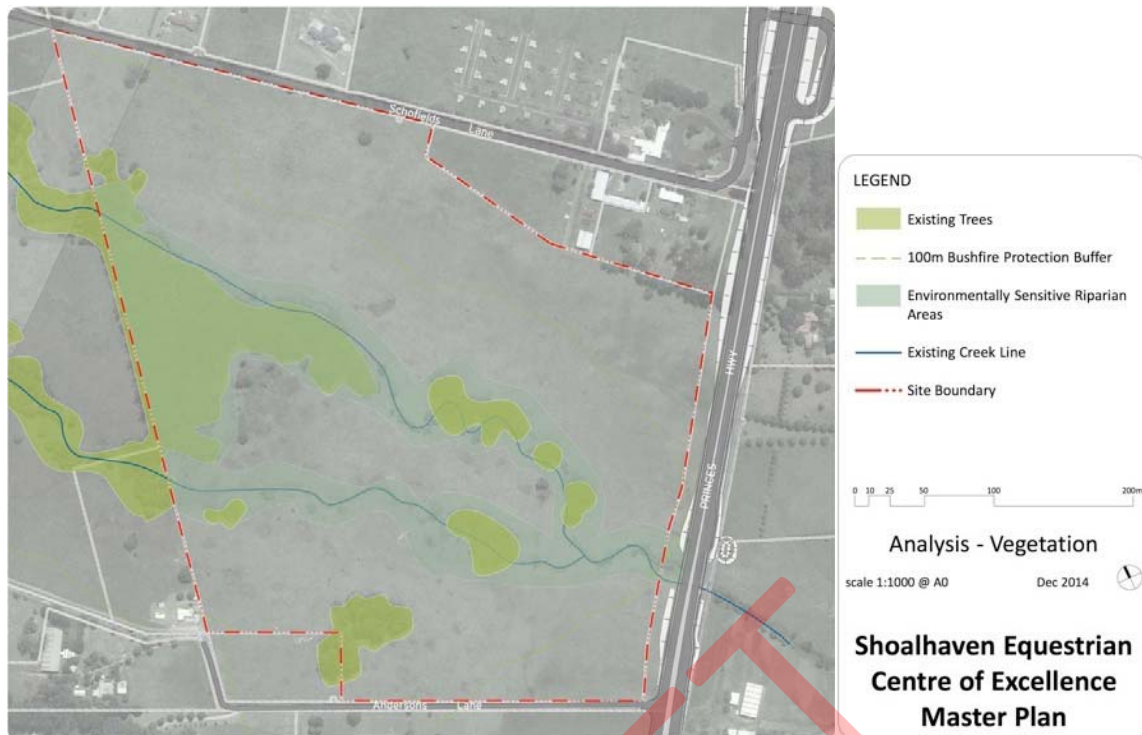 Schofields Lane
PRINCES HWY
Andersons Lane
LEGEND
Existing Trees
100m Bushfire Protection Buffer
Environmentally Sensitive Riparian
Areas
Existing Creek Line
Site Boundary
0 10 25 50 100 200m
Analysis - Vegetation
scale 1:1000 @ A0 Dec 2014
Shoalhaven Equestrian
Centre of Excellence
Master Plan